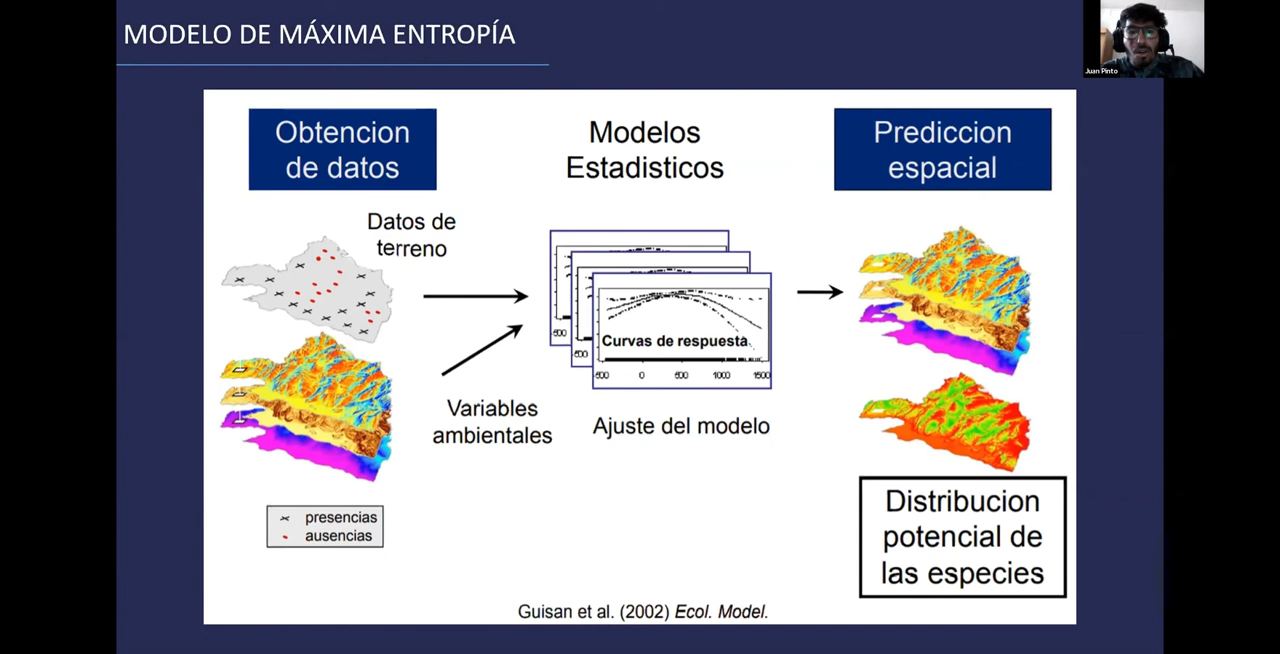 MODELO DE MÁXIMA ENTROPÍA
Juan Pinto
Obtencion
de datos
Modelos
Estadisticos
Prediccion
espacial
Datos de
terreno
500
500
500
0
500
1000
1500
Curvas de respuesta
Variables
ambientales
Ajuste del modelo
presencias
ausencias
Distribucion
potencial de
las especies
Guisan et al. (2002) Ecol. Model.